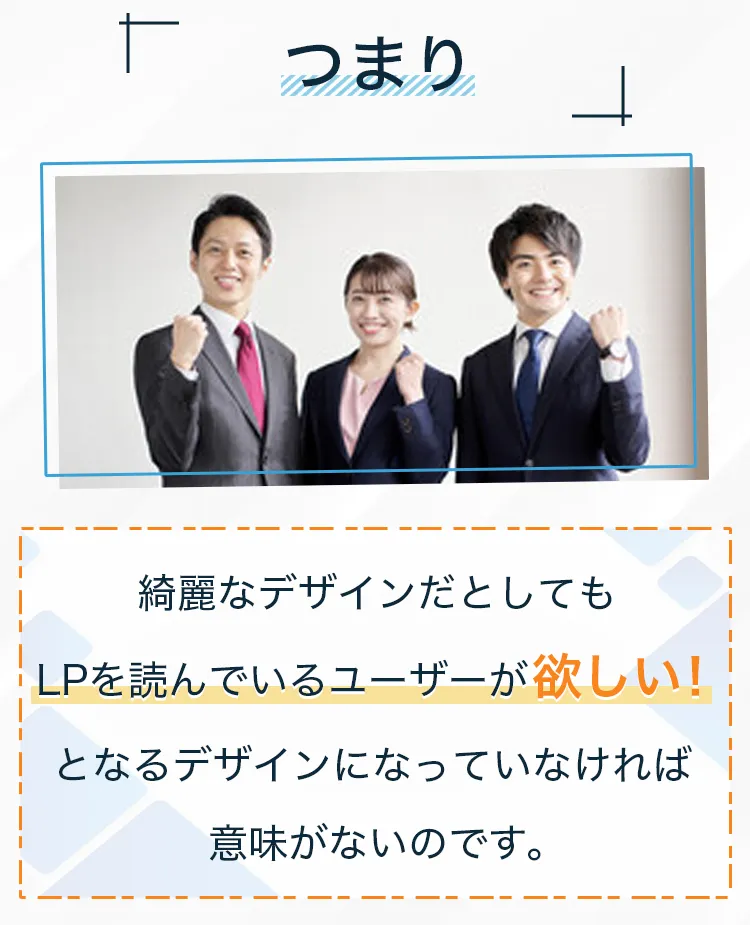 つまり
綺麗なデザインだとしても
LPを読んでいるユーザーが欲しい!
となるデザインになっていなければ
意味がないのです。